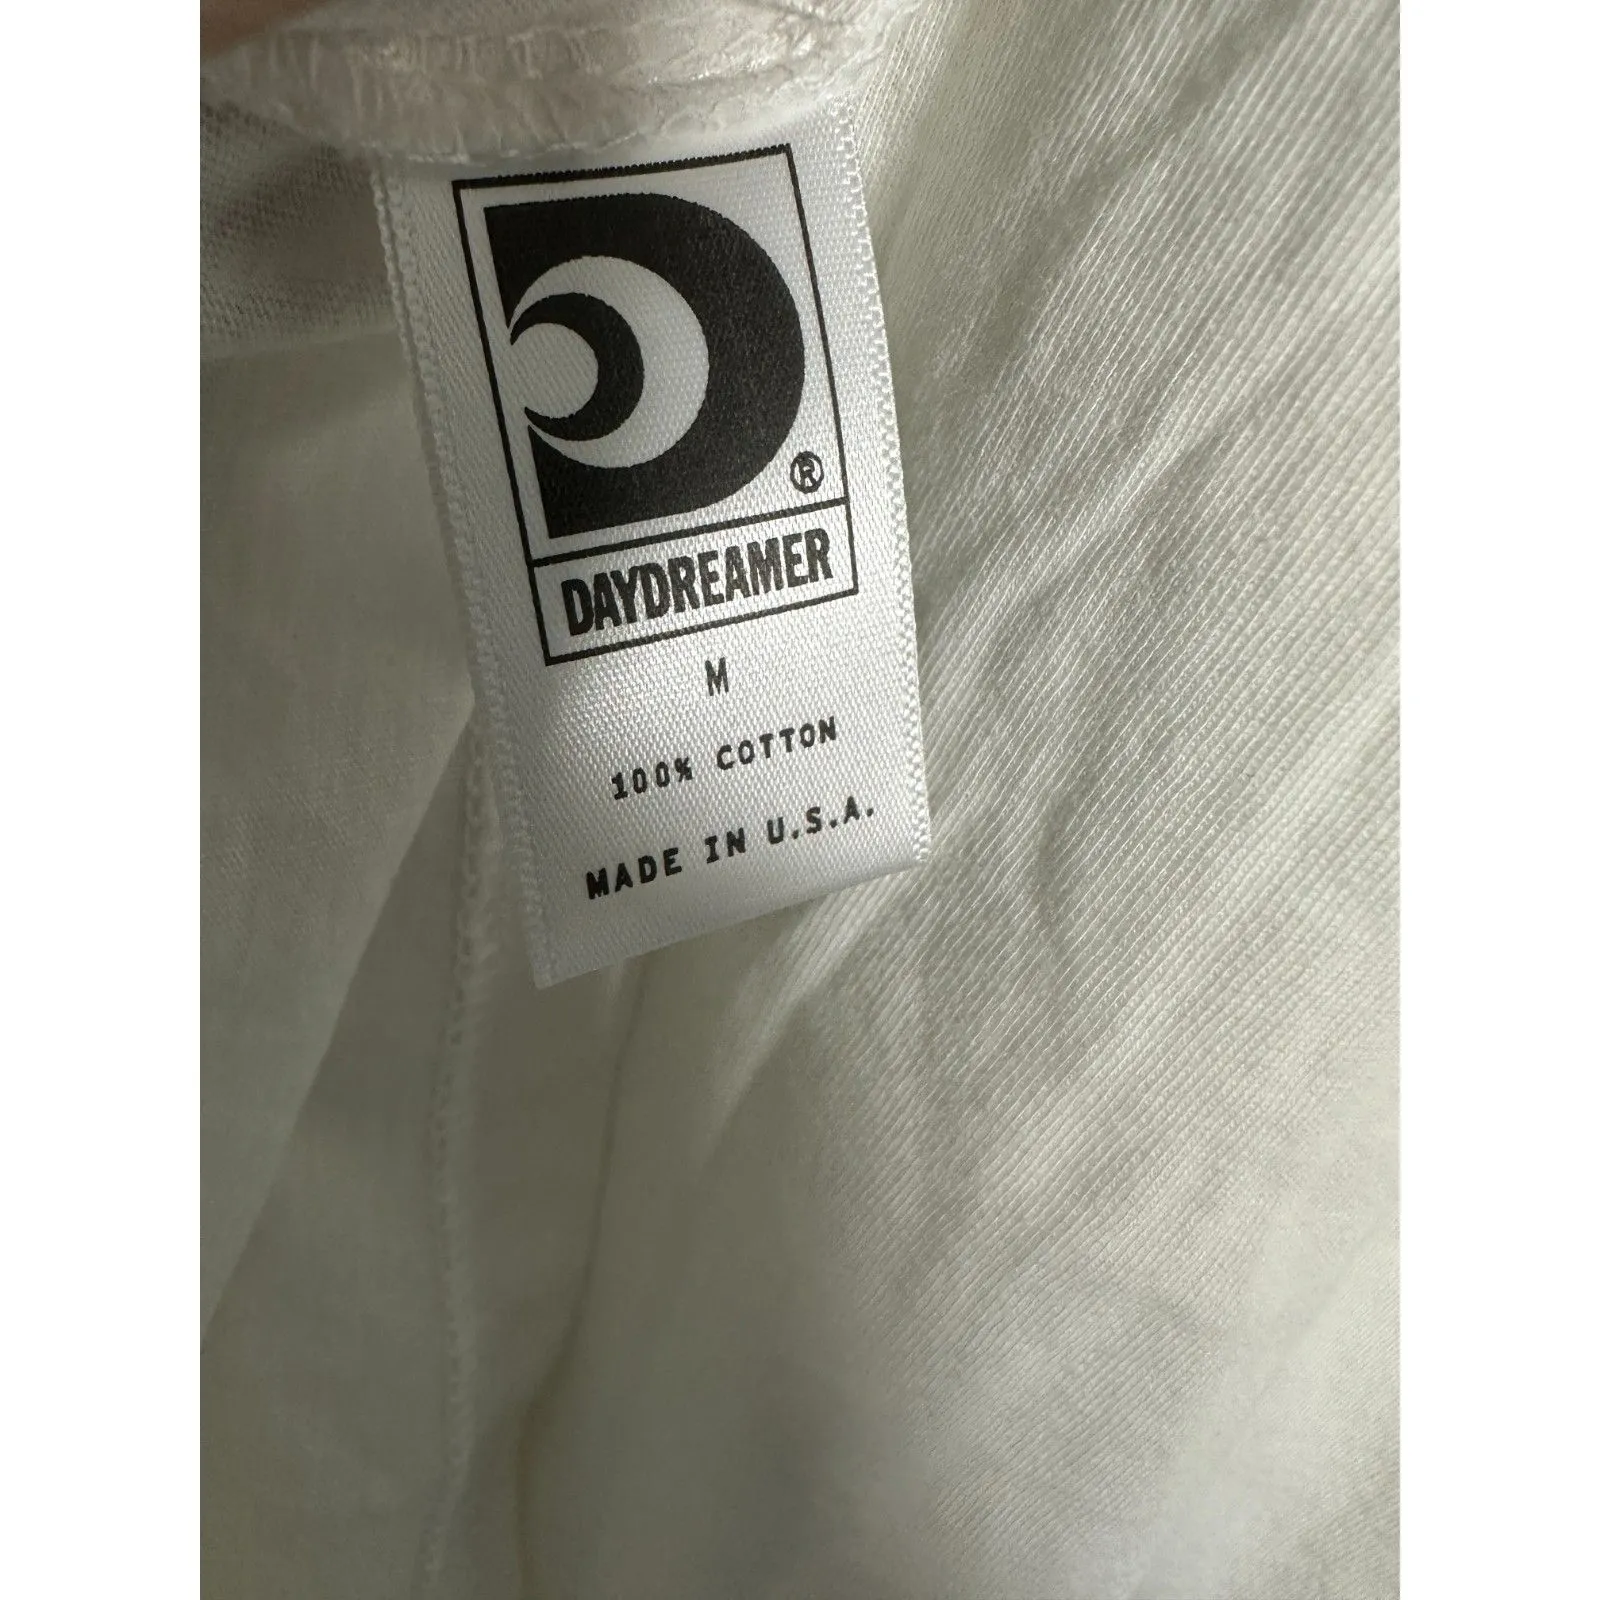 D
®
DAYDREAMER
M
100% COTTON
MADE IN U.S.A.